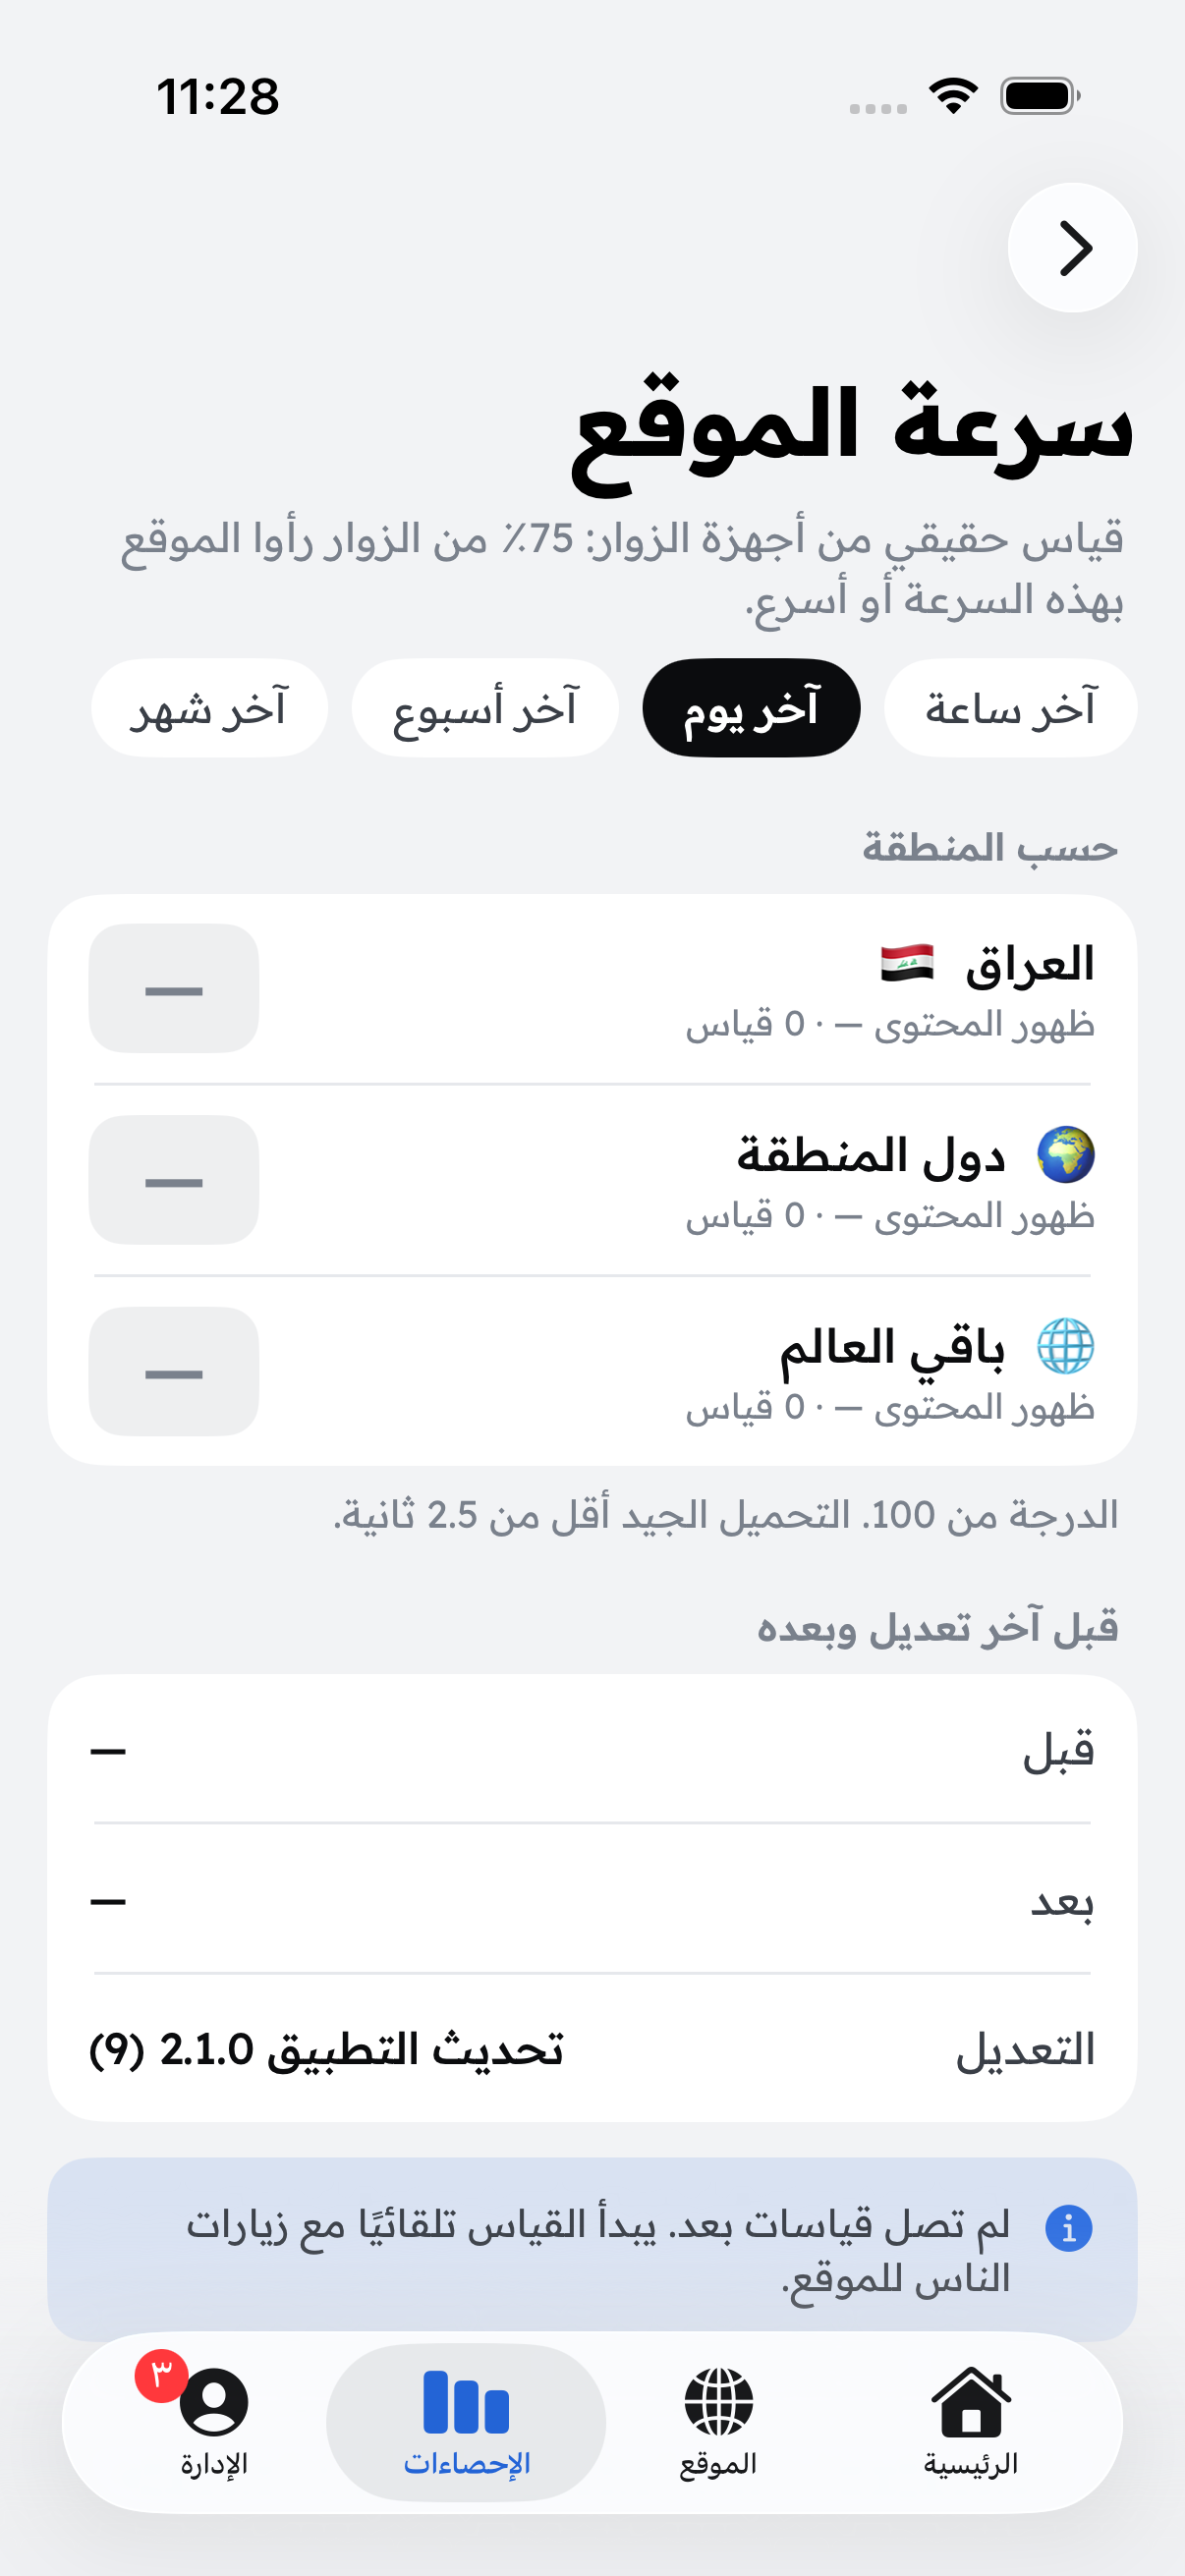 11:28
سرعة الموقع
قياس حقيقي من أجهزة الزوار: 75٪ من الزوار رأوا الموقع
بهذه السرعة أو أسرع.
آخر ساعة
آخر يوم
آخر أسبوع
آخر شهر
حسب المنطقة
العراق
—
ظهور المحتوى — · 0 قياس
دول المنطقة
—
ظهور المحتوى — · 0 قياس
باقي العالم
—
ظهور المحتوى — · 0 قياس
الدرجة من 100. التحميل الجيد أقل من 2.5 ثانية.
قبل آخر تعديل وبعده
قبل —
بعد —
التعديل تحديث التطبيق 2.1.0 (9)
لم تصل قياسات بعد. يبدأ القياس تلقائيًا مع زيارات
الناس للموقع.
الرئيسية
الموقع
الإحصاءات
٣
الإدارة